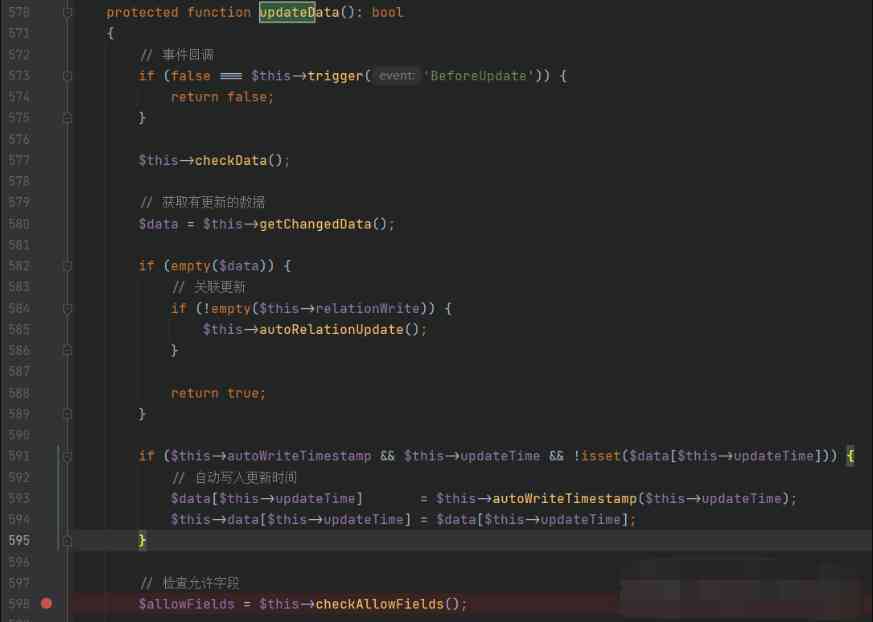 570 protected function updateData(): bool
571 {
572 // 事件回调
573 if (false === $this->trigger( event: 'BeforeUpdate')) {
574 return false;
575 }
576
577 $this->checkData();
578
579 // 获取有更新的数据
580 $data = $this->getChangedData();
581
582 if (empty($data)) {
583 // 关联更新
584 if (!empty($this->relationWrite)) {
585 $this->autoRelationUpdate();
586 }
587
588 return true;
589 }
590
591 if ($this->autoWriteTimestamp && $this->updateTime && !isset($data[$this->updateTime])) {
592 // 自动写入更新时间
593 $data[$this->updateTime] = $this->autoWriteTimestamp($this->updateTime);
594 $this->data[$this->updateTime] = $data[$this->updateTime];
595 }
596
597 // 检查允许字段
598 $allowFields = $this->checkAllowFields();